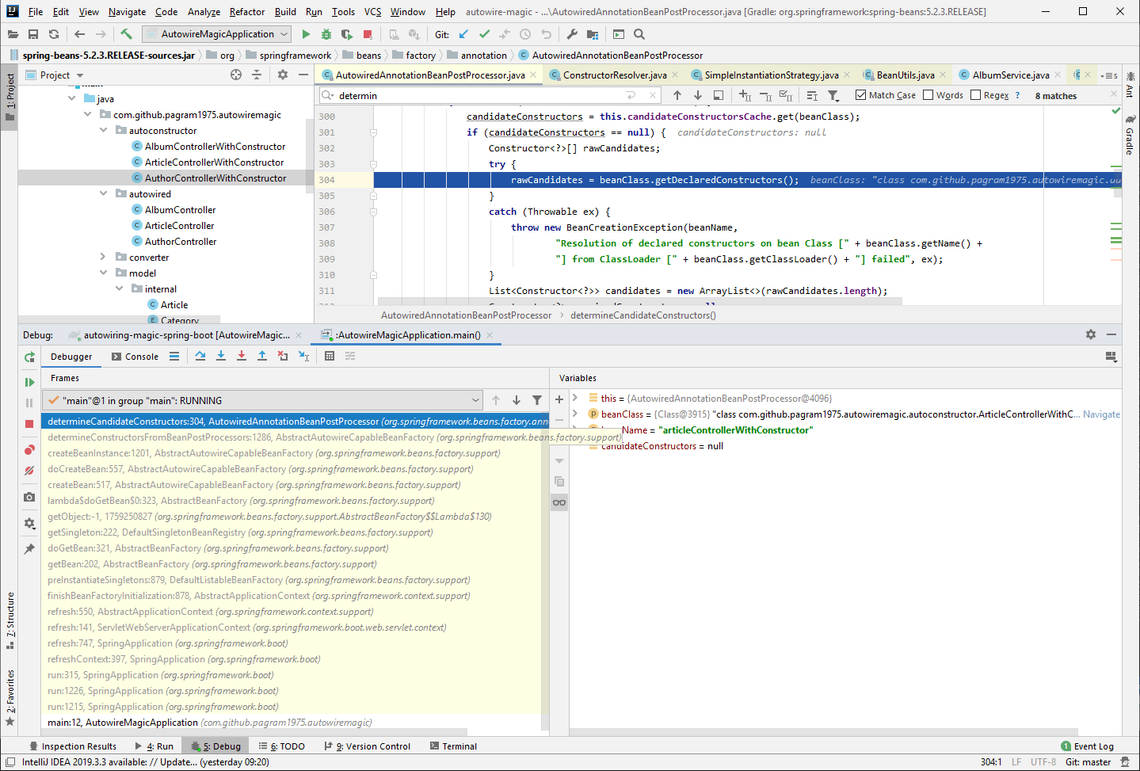 File Edit View Navigate Code Analyze Refactor Build Run Tools VCS Window Help autowire-magic - ...\AutowiredAnnotationBeanPostProcessor.java [Gradle: org.springframework:spring-beans:5.2.3.RELEASE]
AutowireMagicApplication Git:
spring-beans-5.2.3.RELEASE-sources.jar org springframework beans factory annotation AutowiredAnnotationBeanPostProcessor
Project AutowiredAnnotationBeanPostProcessor.java ConstructorResolver.java SimpleInstantiationStrategy.java BeanUtils.java AlbumService.java
1: Project
Ant
Gradle
determin Match Case Words Regex ? 8 matches
main
java
com.github.pagram1975.autowiremagic
autoconstructor
AlbumControllerWithConstructor
ArticleControllerWithConstructor
AuthorControllerWithConstructor
autowired
AlbumController
ArticleController
AuthorController
converter
model
internal
Article
Category
300 candidateConstructors = this.candidateConstructorsCache.get(beanClass);
301 if (candidateConstructors == null) { candidateConstructors: null
302 Constructor<?>[] rawCandidates;
303 try {
304 rawCandidates = beanClass.getDeclaredConstructors(); beanClass: "class com.github.pagram1975.autowiremagic.au
305 }
306 catch (Throwable ex) {
307 throw new BeanCreationException(beanName,
308 "Resolution of declared constructors on bean Class [" + beanClass.getName() +
309 "] from ClassLoader [" + beanClass.getClassLoader() + "] failed", ex);
310 }
311 List<Constructor<?>> candidates = new ArrayList<>(rawCandidates.length);
AutowiredAnnotationBeanPostProcessor determineCandidateConstructors()
Debug: autowiring-magic-spring-boot [AutowireMagic... :AutowireMagicApplication.main()
Debugger Console
Frames
"main"@1 in group "main": RUNNING
determineCandidateConstructors:304, AutowiredAnnotationBeanPostProcessor (org.springframework.beans.factory.ann
determineConstructorsFromBeanPostProcessors:1286, AbstractAutowireCapableBeanFactory (org.springframework.beans.factory.support)
createBeanInstance:1201, AbstractAutowireCapableBeanFactory (org.springframework.beans.factory.support)
doCreateBean:557, AbstractAutowireCapableBeanFactory (org.springframework.beans.factory.support)
createBean:517, AbstractAutowireCapableBeanFactory (org.springframework.beans.factory.support)
lambda$doGetBean$0:323, AbstractBeanFactory (org.springframework.beans.factory.support)
getObject:-1, 1759250827 (org.springframework.beans.factory.support.AbstractBeanFactory$$Lambda$130)
getSingleton:222, DefaultSingletonBeanRegistry (org.springframework.beans.factory.support)
doGetBean:321, AbstractBeanFactory (org.springframework.beans.factory.support)
getBean:202, AbstractBeanFactory (org.springframework.beans.factory.support)
preInstantiateSingletons:879, DefaultListableBeanFactory (org.springframework.beans.factory.support)
finishBeanFactoryInitialization:878, AbstractApplicationContext (org.springframework.context.support)
refresh:550, AbstractApplicationContext (org.springframework.context.support)
refresh:141, ServletWebServerApplicationContext (org.springframework.boot.web.servlet.context)
refresh:747, SpringApplication (org.springframework.boot)
refreshContext:397, SpringApplication (org.springframework.boot)
run:315, SpringApplication (org.springframework.boot)
run:1226, SpringApplication (org.springframework.boot)
run:1215, SpringApplication (org.springframework.boot)
main:12, AutowireMagicApplication (com.github.pagram1975.autowiremagic)
Variables
this = {AutowiredAnnotationBeanPostProcessor@4096}
beanClass = {Class@3915} "class com.github.pagram1975.autowiremagic.autoconstructor.ArticleControllerWithC... Navigate
Name = "articleControllerWithConstructor"
candidateConstructors = null
7: Structure
2: Favorites
Inspection Results 4: Run 5: Debug 6: TODO 9: Version Control Terminal Event Log
IntelliJ IDEA 2019.3.3 available: // Update... (yesterday 09:20) 304:1 LF UTF-8 Git: master